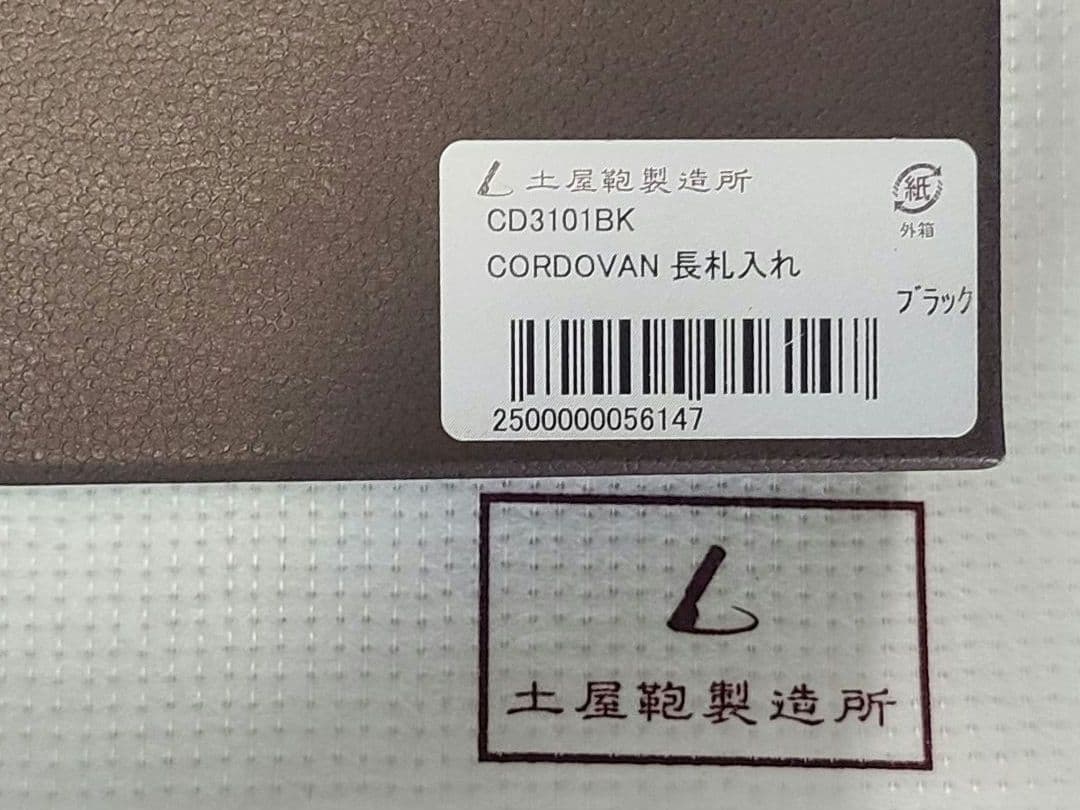 土屋鞄製造所
紙
外箱
CD3101BK
CORDOVAN 長札入れ
ブラック
2500000056147
土屋鞄製造所